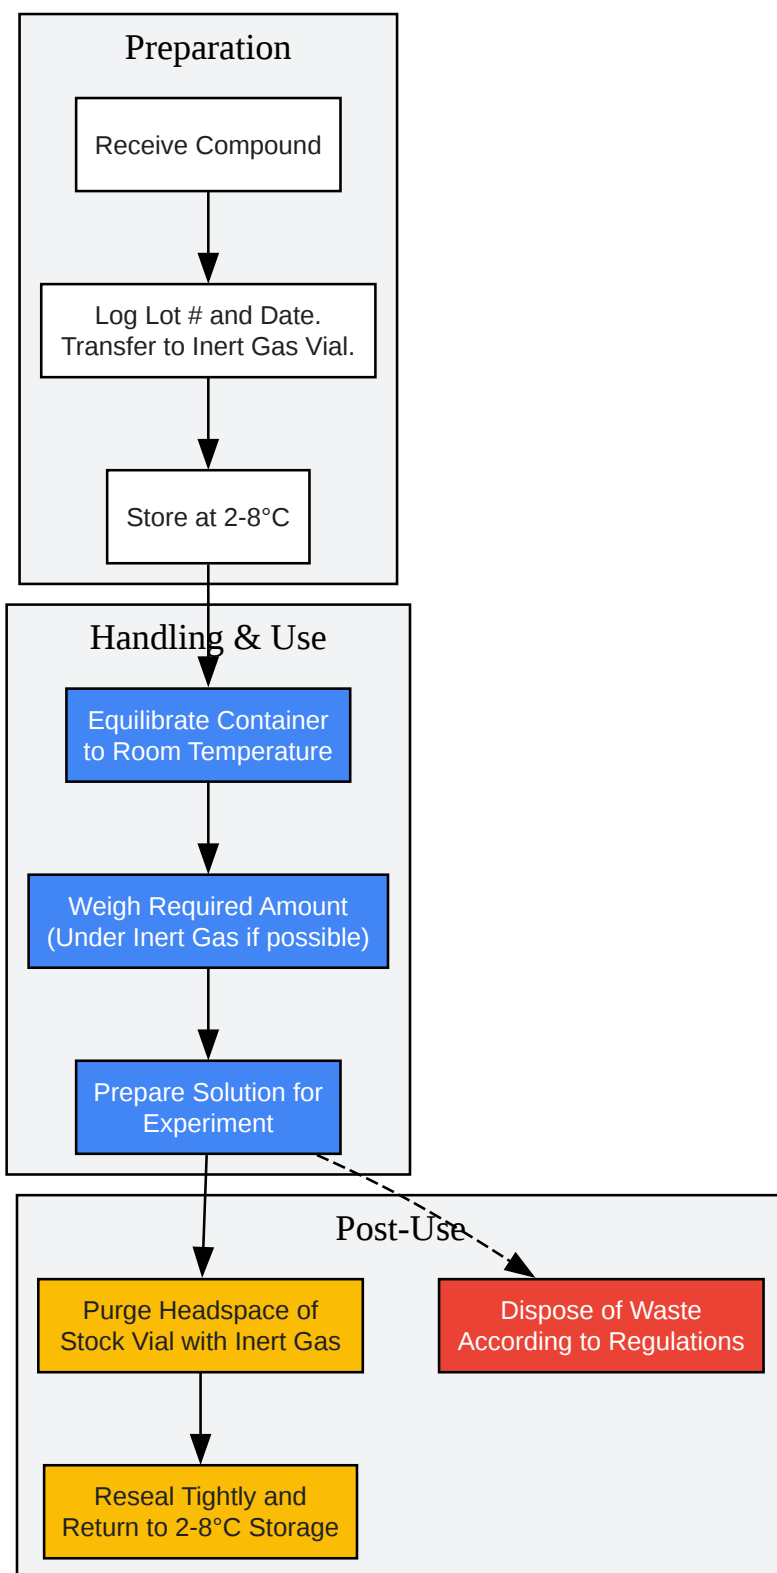 Preparation
Receive Compound
Log Lot # and Date.
Transfer to Inert Gas Vial.
Store at 2-8°C
Handling & Use
Equilibrate Container
to Room Temperature
Weigh Required Amount
(Under Inert Gas if possible)
Prepare Solution for
Experiment
Post-Use
Purge Headspace of
Stock Vial with Inert Gas
Dispose of Waste
According to Regulations
Reseal Tightly and
Return to 2-8°C Storage